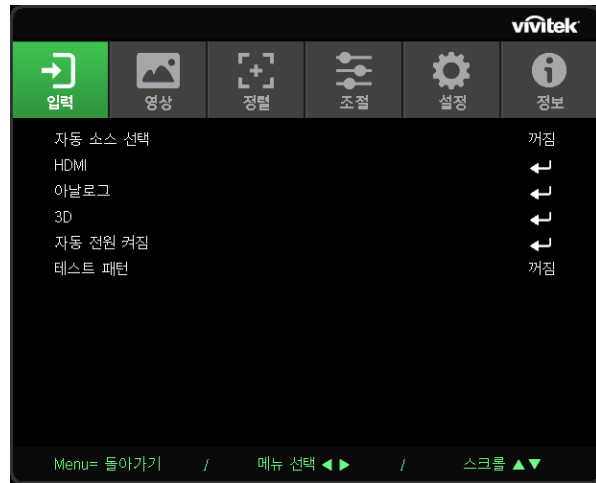 vivitek
입력 영상 정렬 조절 설정 정보
자동 소스 선택 꺼짐
HDMI
아날로그
3D
자동 전원 켜짐
테스트 패턴 꺼짐
Menu= 돌아가기 / 메뉴 선택 ◀ ▶ / 스크롤 ▲▼